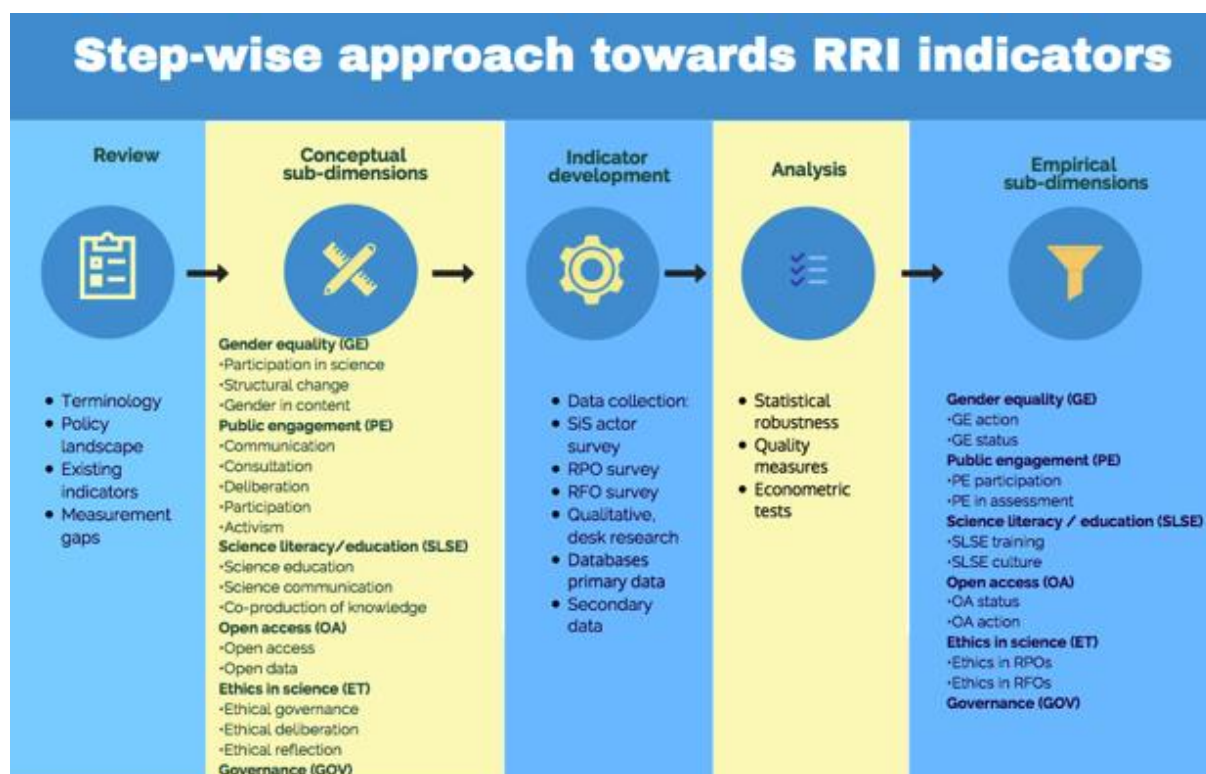 Step-wise approach towards RRI indicators
Review
• Terminology
• Policy
landscape
• Existing
indicators
• Measurement
gaps
Conceptual
sub-dimensions
Gender equality (GE)
•Participation in science
•Structural change
•Gender in content
Public engagement (PE)
•Communication
•Consultation
•Deliberation
•Participation
•Activism
Science literacy/education (SLSE)
•Science education
•Science communication
•Co-production of knowledge
Open access (OA)
•Open access
•Open data
Ethics in science (ET)
•Ethical governance
•Ethical deliberation
•Ethical reflection
Governance (GOV)
Indicator
development
• Data collection:
• SiS actor
survey
• RPO survey
• RFO survey
• Qualitative,
desk research
• Databases
primary data
• Secondary
data
Analysis
• Statistical
robustness
• Quality
measures
• Econometric
tests
Empirical
sub-dimensions
Gender equality (GE)
•GE action
•GE status
Public engagement (PE)
•PE participation
•PE in assessment
Science literacy / education (SLSE)
•SLSE training
•SLSE culture
Open access (OA)
•OA status
•OA action
Ethics in science (ET)
•Ethics in RPOs
•Ethics in RFOs
Governance (GOV)